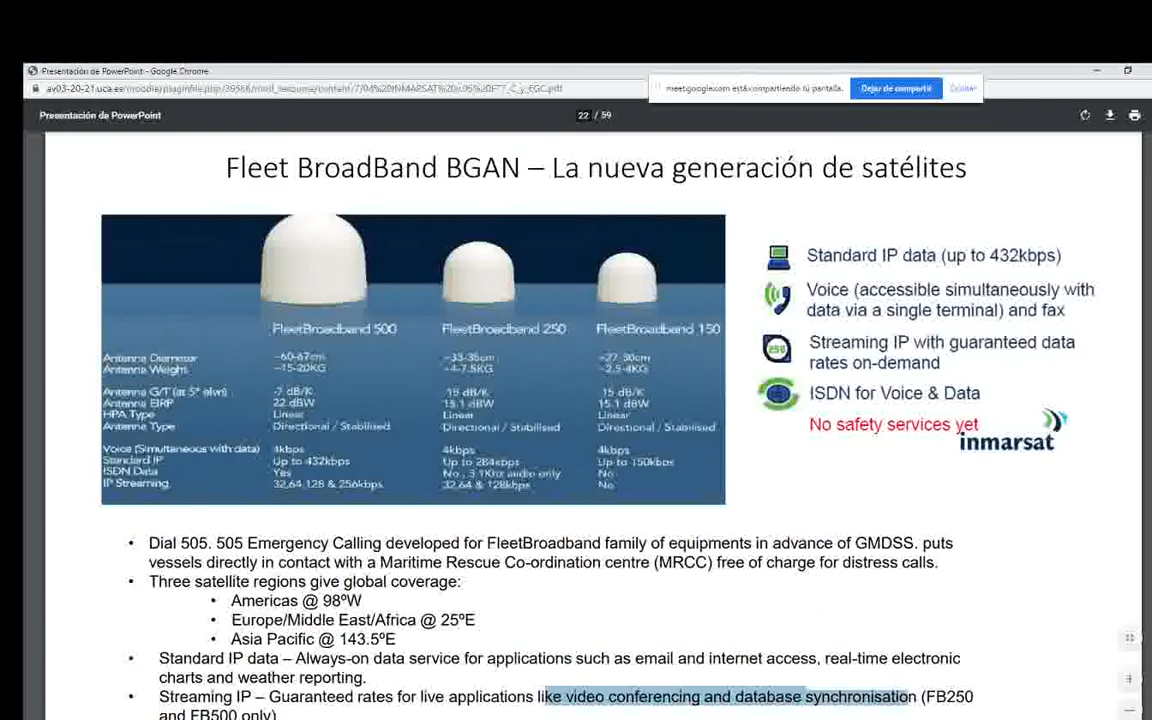 Presentación de PowerPoint - Google Chrome
meet.google.com está compartiendo tu pantalla.
Dejar de compartir
Ocultar
Presentación de PowerPoint
22 / 59
Fleet BroadBand BGAN – La nueva generación de satélites
FleetBroadband 500 FleetBroadband 250 FleetBroadband 150
Antenna Diameter ~60-67cm
Antenna Weight ~15-20KG ~4-7.5KG ~2.5-4KG
Antenna G/T (at 5° elvn) -7 dB/K
Antenna EIRP 22 dBW 15.1 dBW 15.1 dBW
HPA Type Linear Linear Linear
Antenna Type Directional / Stabilised Directional / Stabilised Directional / Stabilised
Voice (Simultaneous with data) 4kbps 4kbps 4kbps
Standard IP Up to 432kbps Up to 284kbps Up to 150kbps
ISDN Data Yes No , 3.1Khz audio only No
IP Streaming 32,64,128 & 256kbps 32,64 & 128kbps No
Standard IP data (up to 432kbps)
Voice (accessible simultaneously with
data via a single terminal) and fax
Streaming IP with guaranteed data
rates on-demand
ISDN for Voice & Data
No safety services yet
inmarsat
• Dial 505. 505 Emergency Calling developed for FleetBroadband family of equipments in advance of GMDSS. puts
vessels directly in contact with a Maritime Rescue Co-ordination centre (MRCC) free of charge for distress calls.
• Three satellite regions give global coverage:
• Americas @ 98ºW
• Europe/Middle East/Africa @ 25ºE
• Asia Pacific @ 143.5ºE
• Standard IP data – Always-on data service for applications such as email and internet access, real-time electronic
charts and weather reporting.
• Streaming IP – Guaranteed rates for live applications like video conferencing and database synchronisation (FB250
and FB500 only)